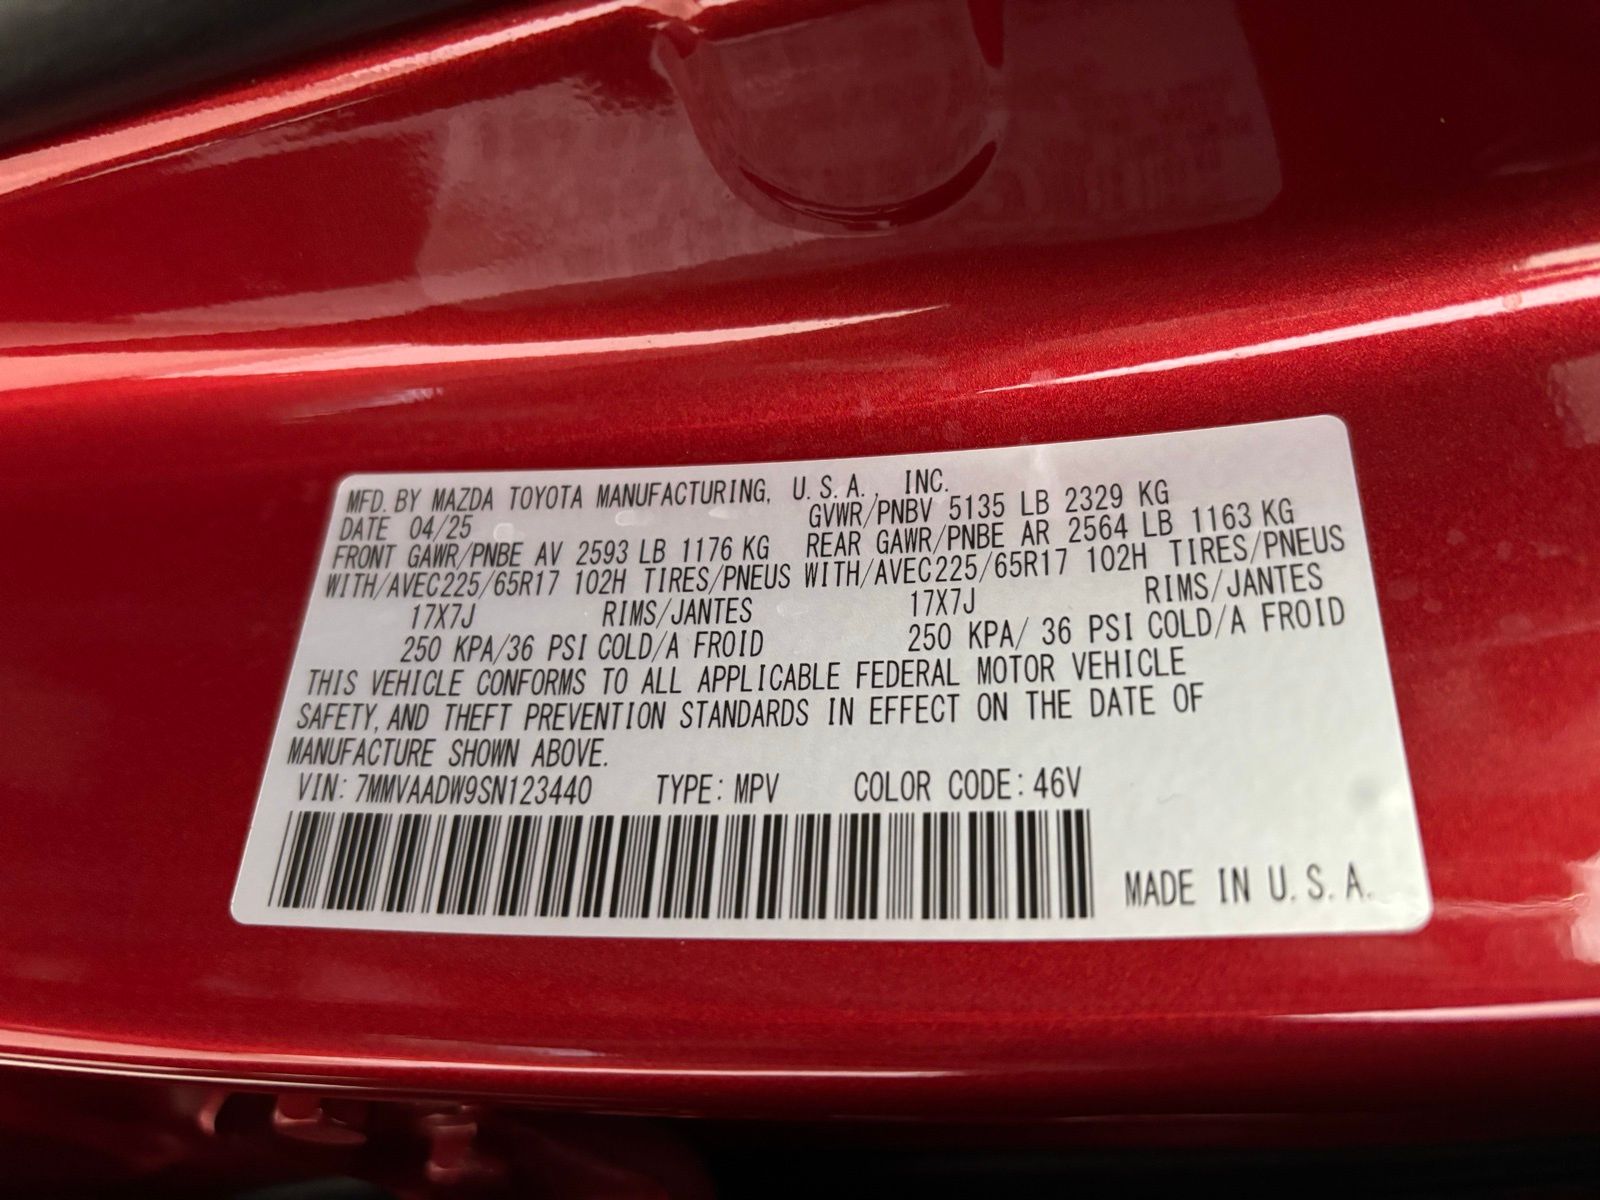 MFD. BY MAZDA TOYOTA MANUFACTURING, U.S.A., INC.
DATE 04/25 GVWR/PNBV 5135 LB 2329 KG
FRONT GAWR/PNBE AV 2593 LB 1176 KG REAR GAWR/PNBE AR 2564 LB 1163 KG
WITH/AVEC225/65R17 102H TIRES/PNEUS WITH/AVEC225/65R17 102H TIRES/PNEUS
17X7J RIMS/JANTES 17X7J RIMS/JANTES
250 KPA/36 PSI COLD/A FROID 250 KPA/ 36 PSI COLD/A FROID
THIS VEHICLE CONFORMS TO ALL APPLICABLE FEDERAL MOTOR VEHICLE
SAFETY, AND THEFT PREVENTION STANDARDS IN EFFECT ON THE DATE OF
MANUFACTURE SHOWN ABOVE.
VIN: 7MMVAADW9SN123440 TYPE: MPV COLOR CODE: 46V
MADE IN U.S.A.